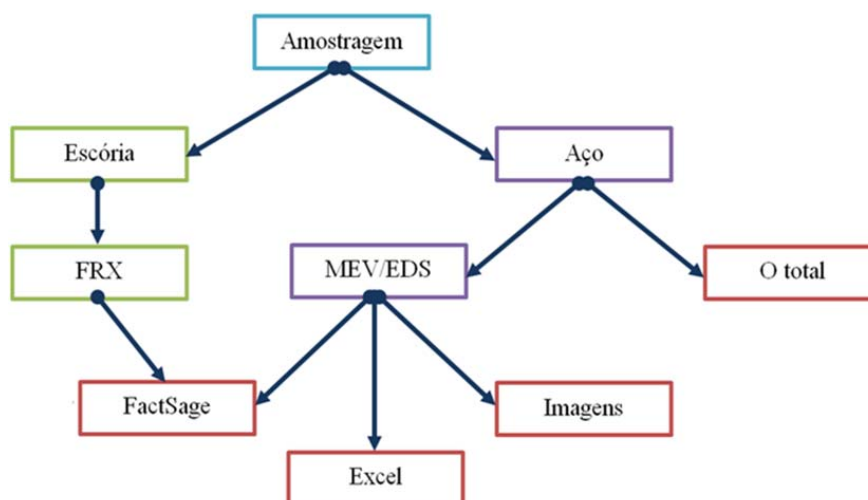 Amostragem
Escória
Aço
FRX
MEV/EDS
O total
FactSage
Imagens
Excel